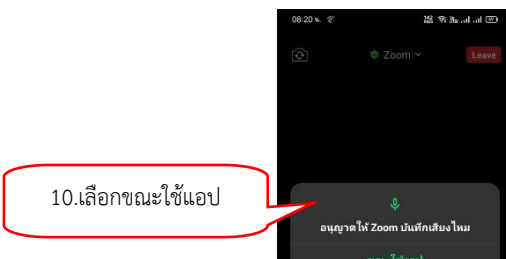 08:20 น.
Zoom
Leave
10.เลือกขณะใช้แอป
อนุญาตให้ Zoom บันทึกเสียงไหม